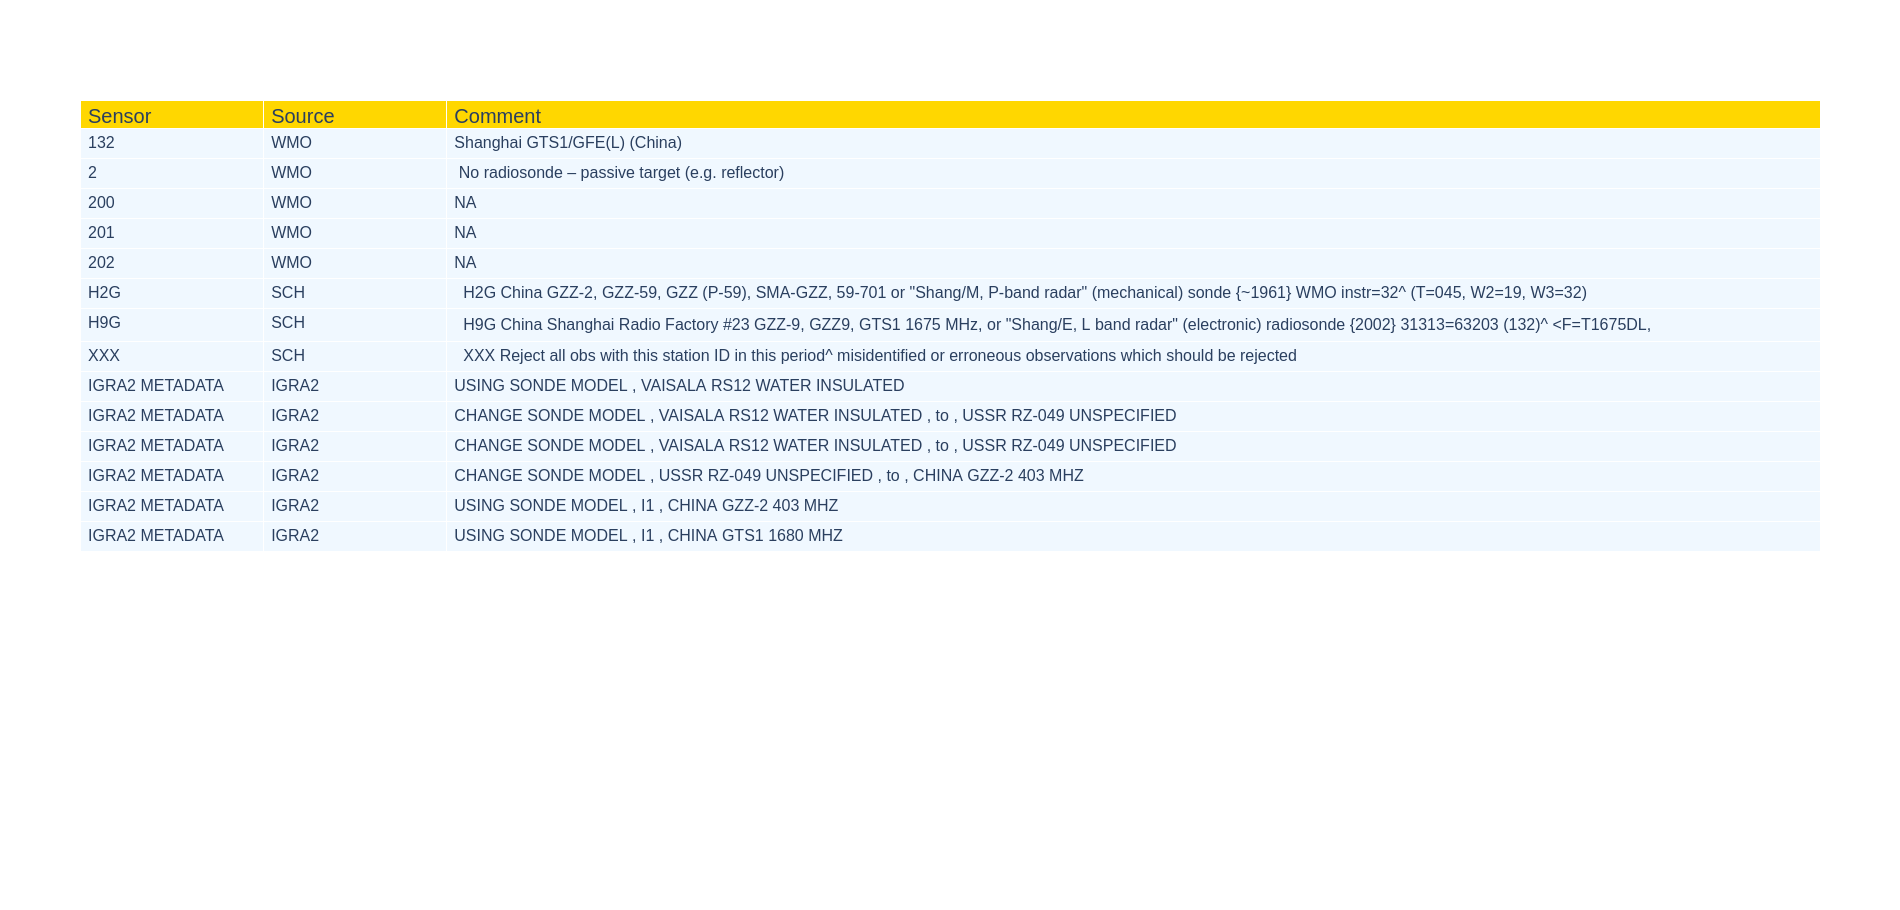 Sensor Source Comment
132 WMO Shanghai GTS1/GFE(L) (China)
2 WMO No radiosonde – passive target (e.g. reflector)
200 WMO NA
201 WMO NA
202 WMO NA
H2G SCH H2G China GZZ-2, GZZ-59, GZZ (P-59), SMA-GZZ, 59-701 or "Shang/M, P-band radar" (mechanical) sonde {~1961} WMO instr=32^ (T=045, W2=19, W3=32)
H9G SCH H9G China Shanghai Radio Factory #23 GZZ-9, GZZ9, GTS1 1675 MHz, or "Shang/E, L band radar" (electronic) radiosonde {2002} 31313=63203 (132)^ <F=T1675DL,
XXX SCH XXX Reject all obs with this station ID in this period^ misidentified or erroneous observations which should be rejected
IGRA2 METADATA IGRA2 USING SONDE MODEL , VAISALA RS12 WATER INSULATED
IGRA2 METADATA IGRA2 CHANGE SONDE MODEL , VAISALA RS12 WATER INSULATED , to , USSR RZ-049 UNSPECIFIED
IGRA2 METADATA IGRA2 CHANGE SONDE MODEL , VAISALA RS12 WATER INSULATED , to , USSR RZ-049 UNSPECIFIED
IGRA2 METADATA IGRA2 CHANGE SONDE MODEL , USSR RZ-049 UNSPECIFIED , to , CHINA GZZ-2 403 MHZ
IGRA2 METADATA IGRA2 USING SONDE MODEL , I1 , CHINA GZZ-2 403 MHZ
IGRA2 METADATA IGRA2 USING SONDE MODEL , I1 , CHINA GTS1 1680 MHZ